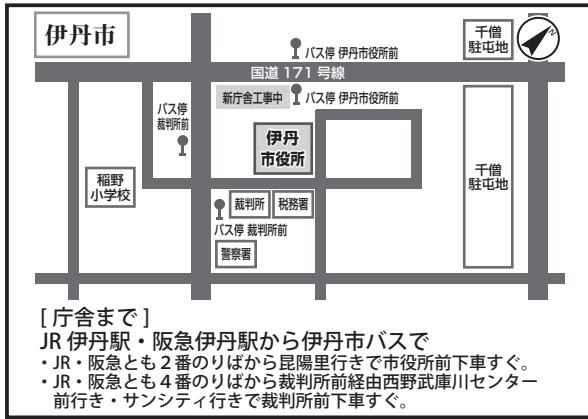 伊丹市
千僧
駐屯地
N
バス停 伊丹市役所前
国道 171 号線
新庁舎工事中
バス停 伊丹市役所前
バス停
裁判所前
伊丹
市役所
千僧
駐屯地
稲野
小学校
裁判所
税務署
バス停 裁判所前
警察署
[ 庁舎まで ]
JR 伊丹駅・阪急伊丹駅から伊丹市バスで
・JR・阪急とも２番のりばから昆陽里行きで市役所前下車すぐ。
・JR・阪急とも４番のりばから裁判所前経由西野武庫川センター
前行き・サンシティ行きで裁判所前下車すぐ。